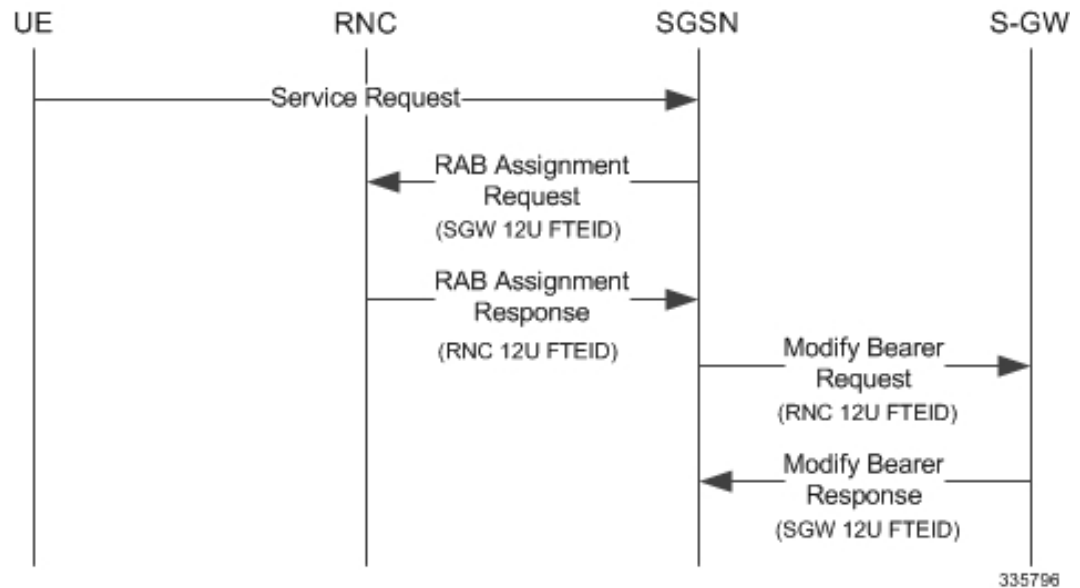 UE RNC SGSN S-GW
Service Request
RAB Assignment
Request
(SGW 12U FTEID)
RAB Assignment
Response
(RNC 12U FTEID)
Modify Bearer
Request
(RNC 12U FTEID)
Modify Bearer
Response
(SGW 12U FTEID)
335796